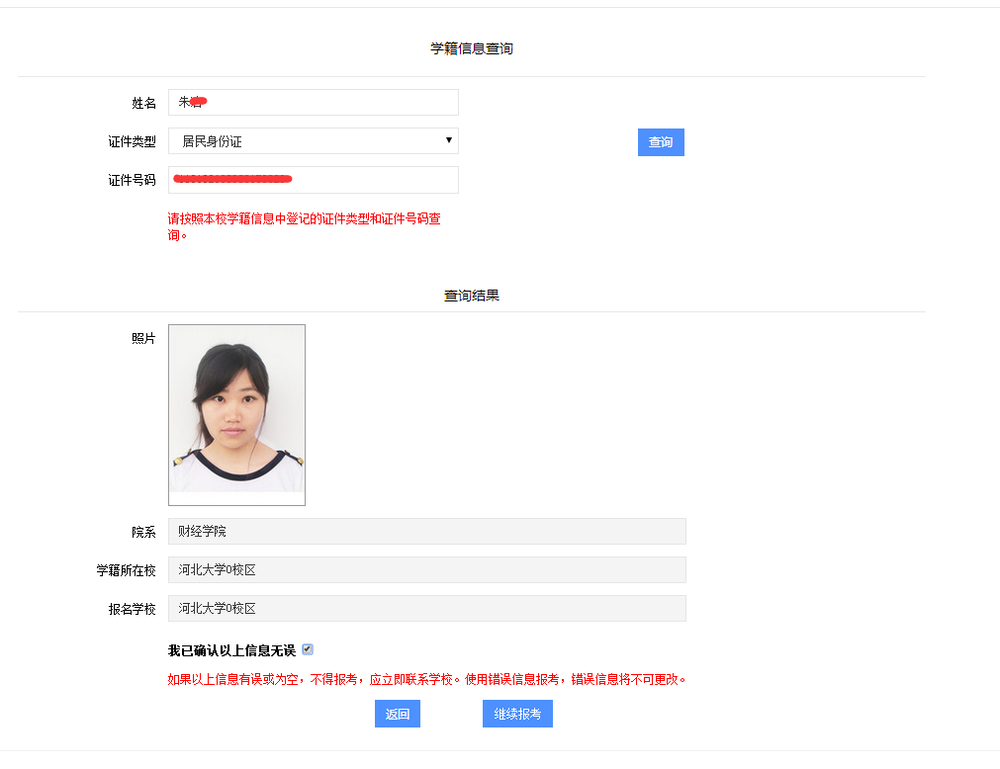 学籍信息查询
姓名 朱
证件类型 居民身份证
查询
证件号码
请按照本校学籍信息中登记的证件类型和证件号码查
询。
查询结果
照片
院系 财经学院
学籍所在校 河北大学0校区
报名学校 河北大学0校区
我已确认以上信息无误
如果以上信息有误或为空，不得报考，应立即联系学校。使用错误信息报考，错误信息将不可更改。
返回 继续报考